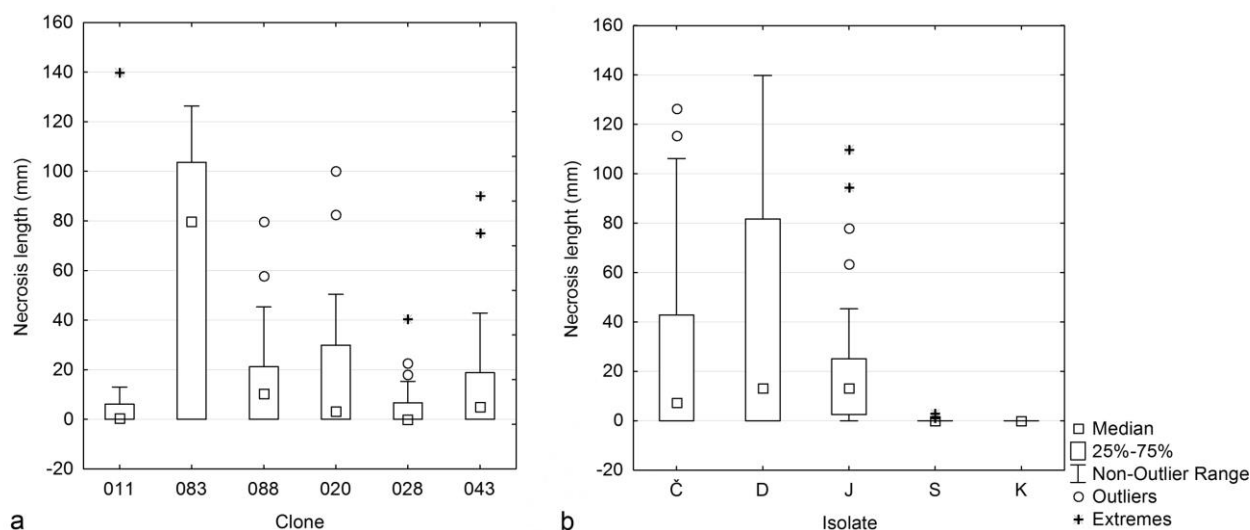 160
140
120
100
80
60
40
20
0
-20
Necrosis length (mm)
011 083 088 020 028 043
Clone
a
160
140
120
100
80
60
40
20
0
-20
Necrosis lenght (mm)
Č D J S K
Isolate
b
Median
25%-75%
Non-Outlier Range
Outliers
Extremes